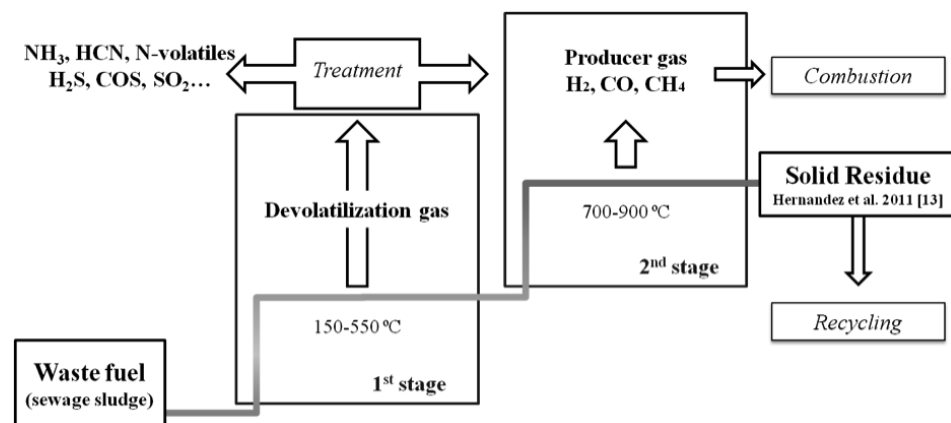 NH₃, HCN, N-volatiles
H₂S, COS, SO₂...
Treatment
Producer gas
H₂, CO, CH₄
Combustion
Devolatilization gas
Solid Residue
Hernandez et al. 2011 [13]
700-900 ºC
2nd stage
150-550 ºC
Recycling
Waste fuel
(sewage sludge)
1st stage